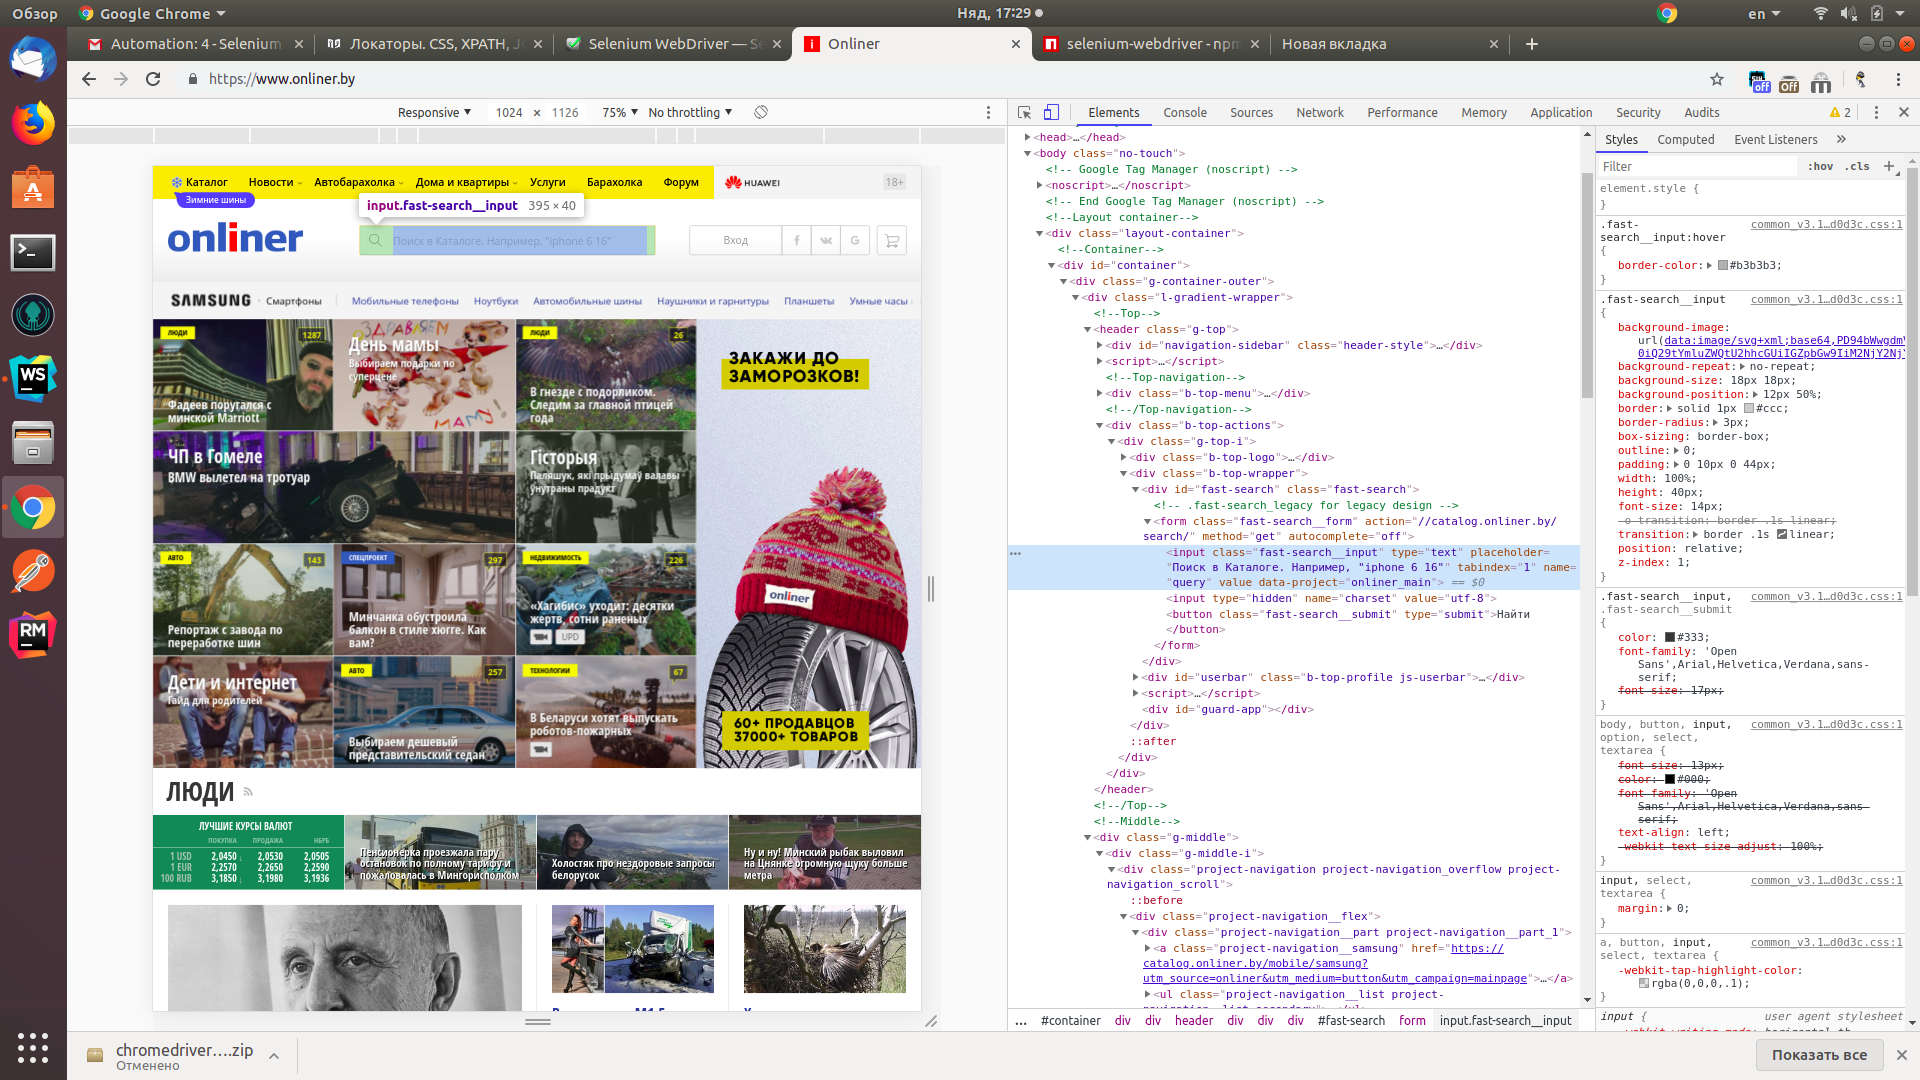 Обзор
Google Chrome
Няд, 17:29
en
Automation: 4 - Selenium
Локаторы. CSS, XPATH, J
Selenium WebDriver — S
Onliner
selenium-webdriver - npm
Новая вкладка
https://www.onliner.by
off
Off
off
Responsive
1024 × 1126
75%
No throttling
Elements
Console
Sources
Network
Performance
Memory
Application
Security
Audits
2
Каталог
Новости
Автобарахолка
Дома и квартиры
Услуги
Барахолка
Форум
HUAWEI
18+
Зимние шины
input.fast-search__input 395 × 40
onliner
Поиск в Каталоге. Например, "iphone 6 16"
Вход
f
G
SAMSUNG
Смартфоны
Мобильные телефоны
Ноутбуки
Автомобильные шины
Наушники и гарнитуры
Планшеты
Умные часы
ЛЮДИ
1287
Фадеев поругался с
минской Marriott
ЗДРАВЛЯЕМ
День мамы
Выбираем подарки по
суперцене
МАМУ
ЛЮДИ
26
В гнезде с подорликом.
Следим за главной птицей
года
ЗАКАЖИ ДО
ЗАМОРОЗКОВ!
ЧП в Гомеле
BMW вылетел на тротуар
Гісторыя
Паляшук, які прыдумаў валавы
ўнутраны прадукт
АВТО
143
Репортаж с завода по
переработке шин
СПЕЦПРОЕКТ
297
Минчанка обустроила
балкон в стиле хюгге. Как
вам?
НЕДВИЖИМОСТЬ
226
«Хагибис» уходит: десятки
жертв, сотни раненых
UPD
onliner
Дети и интернет
Гайд для родителей
АВТО
257
Выбираем дешевый
представительский седан
ТЕХНОЛОГИИ
67
В Беларуси хотят выпускать
роботов-пожарных
60+ ПРОДАВЦОВ
37000+ ТОВАРОВ
ЛЮДИ
ЛУЧШИЕ КУРСЫ ВАЛЮТ
ПОКУПКА ПРОДАЖА НБРБ
1 USD 2,0450 2,0530 2,0505
1 EUR 2,2570 2,2650 2,2590
100 RUB 3,1850 3,1980 3,1936
Пенсионерка проезжала пару
остановок по полному тарифу и
пожаловалась в Мингорисполком
Холостяк про нездоровые запросы
белорусок
Ну и ну! Минский рыбак выловил
на Цнянке огромную щуку больше
метра
<head>…</head>
<body class="no-touch">
<!-- Google Tag Manager (noscript) -->
<noscript>…</noscript>
<!-- End Google Tag Manager (noscript) -->
<!--Layout container-->
<div class="layout-container">
<!--Container-->
<div id="container">
<div class="g-container-outer">
<div class="l-gradient-wrapper">
<!--Top-->
<header class="g-top">
<div id="navigation-sidebar" class="header-style">…</div>
<script>…</script>
<!--Top-navigation-->
<div class="b-top-menu">…</div>
<!--/Top-navigation-->
<div class="b-top-actions">
<div class="g-top-i">
<div class="b-top-logo">…</div>
<div class="b-top-wrapper">
<div id="fast-search" class="fast-search">
<!-- .fast-search_legacy for legacy design -->
<form class="fast-search__form" action="//catalog.onliner.by/
search/" method="get" autocomplete="off">
<input class="fast-search__input" type="text" placeholder=
"Поиск в Каталоге. Например, "iphone 6 16"" tabindex="1" name=
"query" value data-project="onliner_main"> == $0
<input type="hidden" name="charset" value="utf-8">
<button class="fast-search__submit" type="submit">Найти
</button>
</form>
</div>
<div id="userbar" class="b-top-profile js-userbar">…</div>
<script>…</script>
<div id="guard-app"></div>
</div>
::after
</div>
</div>
</header>
<!--/Top-->
<!--Middle-->
<div class="g-middle">
<div class="g-middle-i">
<div class="project-navigation project-navigation_overflow project-
navigation_scroll">
::before
<div class="project-navigation__flex">
<div class="project-navigation__part project-navigation__part_1">
<a class="project-navigation__samsung" href="https://
catalog.onliner.by/mobile/samsung?
utm_source=onliner&utm_medium=button&utm_campaign=mainpage">…</a>
<ul class="project-navigation__list project-
... #container div div header div div div #fast-search form input.fast-search__input
Styles
Computed
Event Listeners
»
Filter
:hov
.cls
element.style {
}
.fast- common_v3.1…d0d3c.css:1
search__input:hover
{
border-color: #b3b3b3;
}
.fast-search__input common_v3.1…d0d3c.css:1
{
background-image:
url(data:image/svg+xml;base64,PD94bWwgdm
0iQ29tYmluZWQtU2hhcGUiIGZpbGw9IiM2NjY2NjY
background-repeat: no-repeat;
background-size: 18px 18px;
background-position: 12px 50%;
border: solid 1px #ccc;
border-radius: 3px;
box-sizing: border-box;
outline: 0;
padding: 0 10px 0 44px;
width: 100%;
height: 40px;
font-size: 14px;
-o-transition: border .1s linear;
transition: border .1s linear;
position: relative;
z-index: 1;
}
.fast-search__input, common_v3.1…d0d3c.css:1
.fast-search__submit
{
color: #333;
font-family: 'Open
Sans',Arial,Helvetica,Verdana,sans-
serif;
font-size: 17px;
}
body, button, input, common_v3.1…d0d3c.css:1
option, select,
textarea {
font-size: 13px;
color: #000;
font-family: 'Open
Sans',Arial,Helvetica,Verdana,sans-
serif;
text-align: left;
-webkit-text-size-adjust: 100%;
}
input, select, common_v3.1…d0d3c.css:1
textarea {
margin: 0;
}
a, button, input, common_v3.1…d0d3c.css:1
select, textarea {
-webkit-tap-highlight-color:
rgba(0,0,0,.1);
}
input { user agent stylesheet
chromedriver….zip
Отменено
Показать все